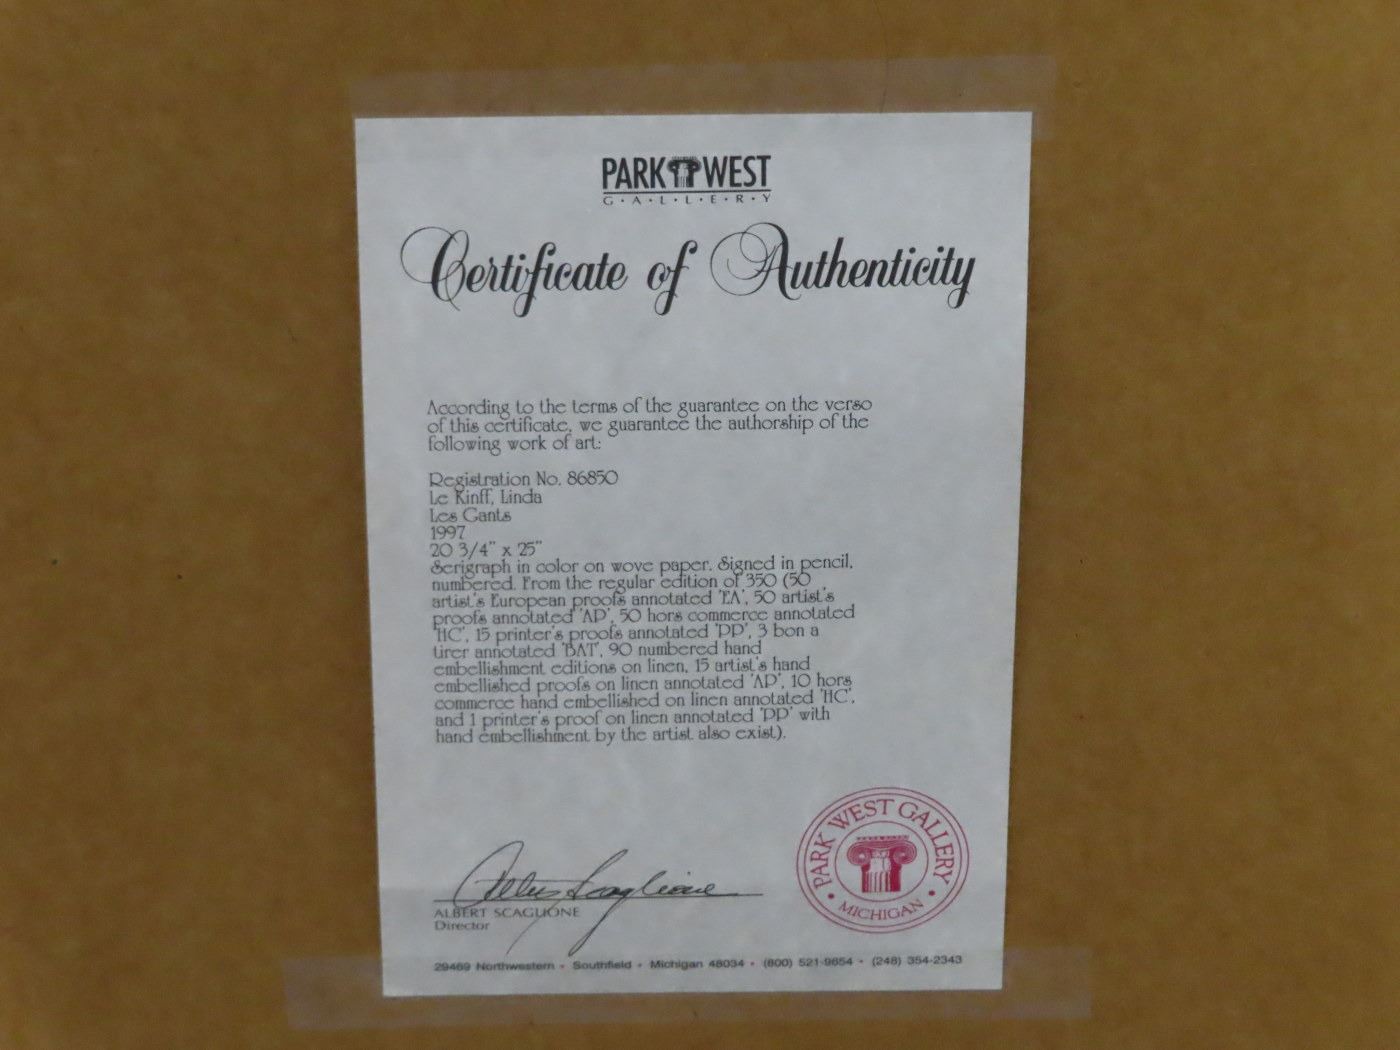 PARK WEST
G·A·L·L·E·R·Y
Certificate of Authenticity
According to the terms of the guarantee on the verso
of this certificate, we guarantee the authorship of the
following work of art:
Registration No. 86850
Le Kinff, Linda
Les Gants
1997
20 3/4" x 25"
Serigraph in color on wove paper. Signed in pencil,
numbered. From the regular edition of 350 (50
artist's European proofs annotated 'EA', 50 artist's
proofs annotated 'AP', 50 hors commerce annotated
'HC', 15 printer's proofs annotated 'PP', 3 bon a
tirer annotated 'BAT', 90 numbered hand
embellishment editions on linen, 15 artist's hand
embellished proofs on linen annotated 'AP', 10 hors
commerce hand embellished on linen annotated 'HC',
and 1 printer's proof on linen annotated 'PP' with
hand embellishment by the artist also exist).
Albert Scaglione
ALBERT SCAGLIONE
Director
PARK WEST GALLERY
• MICHIGAN •
29469 Northwestern • Southfield • Michigan 48034 • (800) 521-9654 • (248) 354-2343